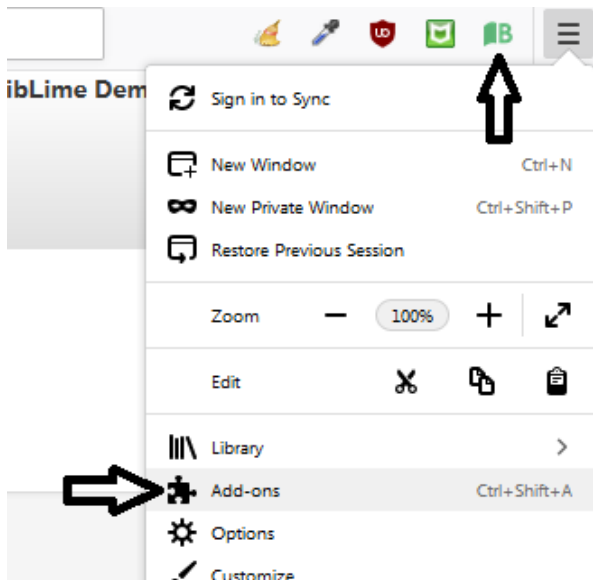 ibLime Dem
Sign in to Sync
New Window Ctrl+N
New Private Window Ctrl+Shift+P
Restore Previous Session
Zoom 100%
Edit
Library
Add-ons Ctrl+Shift+A
Options
Customize